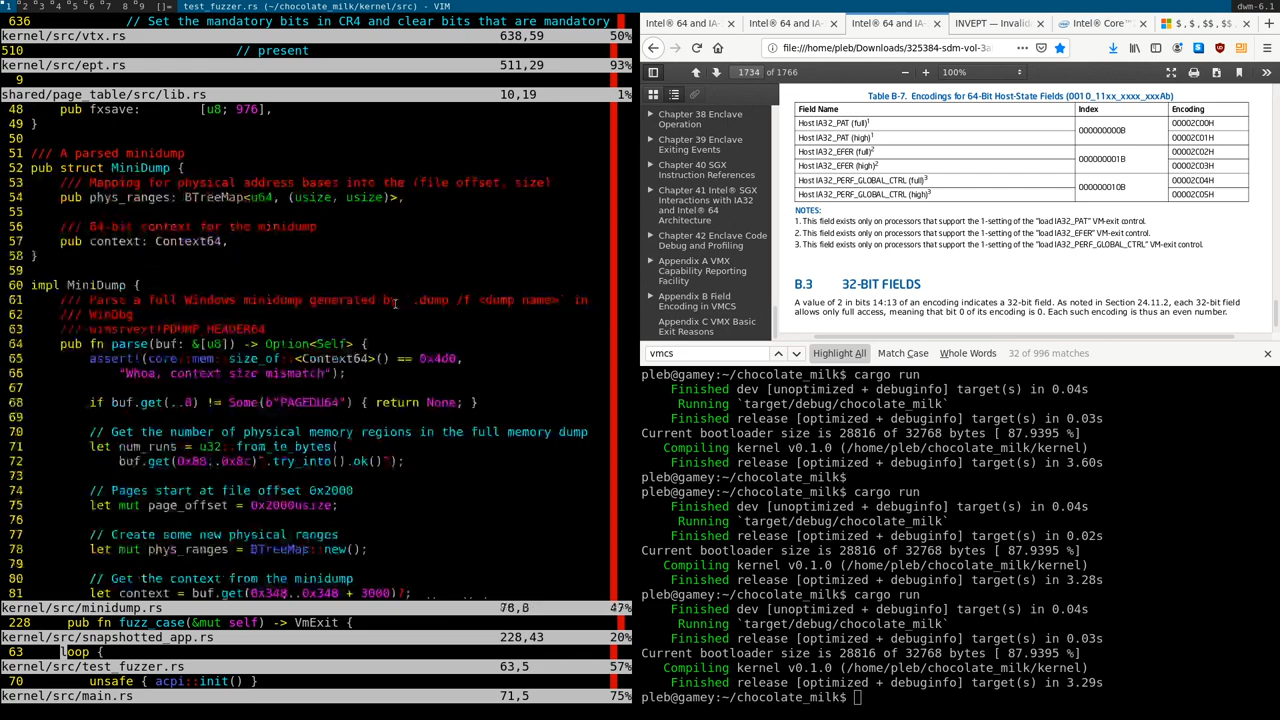 1 2 3 4 5 6 7 8 9 []= test_fuzzer.rs (~/chocolate_milk/kernel/src) - VIM
dwm-6.1
636 // Set the mandatory bits in CR4 and clear bits that are mandatory
kernel/src/vtx.rs 638,59 50%
510 // present
kernel/src/ept.rs 511,29 93%
9
shared/page_table/src/lib.rs 10,19 1%
48 pub fxsave: [u8; 976],
49 }
50
51 /// A parsed minidump
52 pub struct MiniDump {
53 /// Mapping for physical address bases into the (file offset, size)
54 pub phys_ranges: BTreeMap<u64, (usize, usize)>,
55
56 /// 64-bit context for the minidump
57 pub context: Context64,
58 }
59
60 impl MiniDump {
61 /// Parse a full Windows minidump generated by `.dump /f <dump name>` in
62 /// WinDbg
63 /// winsrvext!PDUMP_HEADER64
64 pub fn parse(buf: &[u8]) -> Option<Self> {
65 assert!(core::mem::size_of::<Context64>() == 0x4d0,
66 "Whoa, context size mismatch");
67
68 if buf.get(..8) != Some(b"PAGEDU64") { return None; }
69
70 // Get the number of physical memory regions in the full memory dump
71 let num_runs = u32::from_le_bytes(
72 buf.get(0x88..0x8c)?.try_into().ok()?);
73
74 // Pages start at file offset 0x2000
75 let mut page_offset = 0x2000usize;
76
77 // Create some new physical ranges
78 let mut phys_ranges = BTreeMap::new();
79
80 // Get the context from the minidump
81 let context = buf.get(0x348..0x348 + 3000)?;
kernel/src/minidump.rs 47%
228 pub fn fuzz_case(&mut self) -> VmExit {
kernel/src/snapshotted_app.rs 228,43 20%
63 loop {
kernel/src/test_fuzzer.rs 63,5 57%
70 unsafe { acpi::init() }
kernel/src/main.rs 71,5 75%
Intel® 64 and IA- Intel® 64 and IA- Intel® 64 and IA- INVEPT — Invalid Intel® Core™ $ , $$ , $$
file:///home/pleb/Downloads/325384-sdm-vol-3a
1734 of 1766 100%
Chapter 38 Enclave
Operation
Chapter 39 Enclave
Exiting Events
Chapter 40 SGX
Instruction References
Chapter 41 Intel® SGX
Interactions with IA32
and Intel® 64
Architecture
Chapter 42 Enclave Code
Debug and Profiling
Appendix A VMX
Capability Reporting
Facility
Appendix B Field
Encoding in VMCS
Appendix C VMX Basic
Exit Reasons
Table B-7. Encodings for 64-Bit Host-State Fields (0010_11xx_xxxx_xxxAb)
Field Name Index Encoding
Host IA32_PAT (full)1 000000000B 00002C00H
Host IA32_PAT (high)1 00002C01H
Host IA32_EFER (full)2 000000001B 00002C02H
Host IA32_EFER (high)2 00002C03H
Host IA32_PERF_GLOBAL_CTRL (full)3 000000010B 00002C04H
Host IA32_PERF_GLOBAL_CTRL (high)3 00002C05H
NOTES:
1. This field exists only on processors that support the 1-setting of the "load IA32_PAT" VM-exit control.
2. This field exists only on processors that support the 1-setting of the "load IA32_EFER" VM-exit control.
3. This field exists only on processors that support the 1-setting of the "load IA32_PERF_GLOBAL_CTRL" VM-exit control.
B.3 32-BIT FIELDS
A value of 2 in bits 14:13 of an encoding indicates a 32-bit field. As noted in Section 24.11.2, each 32-bit field
allows only full access, meaning that bit 0 of its encoding is 0. Each such encoding is thus an even number.
vmcs Highlight All Match Case Whole Words 32 of 996 matches
pleb@gamey:~/chocolate_milk$ cargo run
Finished dev [unoptimized + debuginfo] target(s) in 0.04s
Running `target/debug/chocolate_milk`
Finished release [optimized + debuginfo] target(s) in 0.03s
Current bootloader size is 28816 of 32768 bytes [ 87.9395 %]
Compiling kernel v0.1.0 (/home/pleb/chocolate_milk/kernel)
Finished release [optimized + debuginfo] target(s) in 3.60s
pleb@gamey:~/chocolate_milk$
pleb@gamey:~/chocolate_milk$ cargo run
Finished dev [unoptimized + debuginfo] target(s) in 0.04s
Running `target/debug/chocolate_milk`
Finished release [optimized + debuginfo] target(s) in 0.02s
Current bootloader size is 28816 of 32768 bytes [ 87.9395 %]
Compiling kernel v0.1.0 (/home/pleb/chocolate_milk/kernel)
Finished release [optimized + debuginfo] target(s) in 3.28s
pleb@gamey:~/chocolate_milk$ cargo run
Finished dev [unoptimized + debuginfo] target(s) in 0.04s
Running `target/debug/chocolate_milk`
Finished release [optimized + debuginfo] target(s) in 0.03s
Current bootloader size is 28816 of 32768 bytes [ 87.9395 %]
Compiling kernel v0.1.0 (/home/pleb/chocolate_milk/kernel)
Finished release [optimized + debuginfo] target(s) in 3.29s
pleb@gamey:~/chocolate_milk$